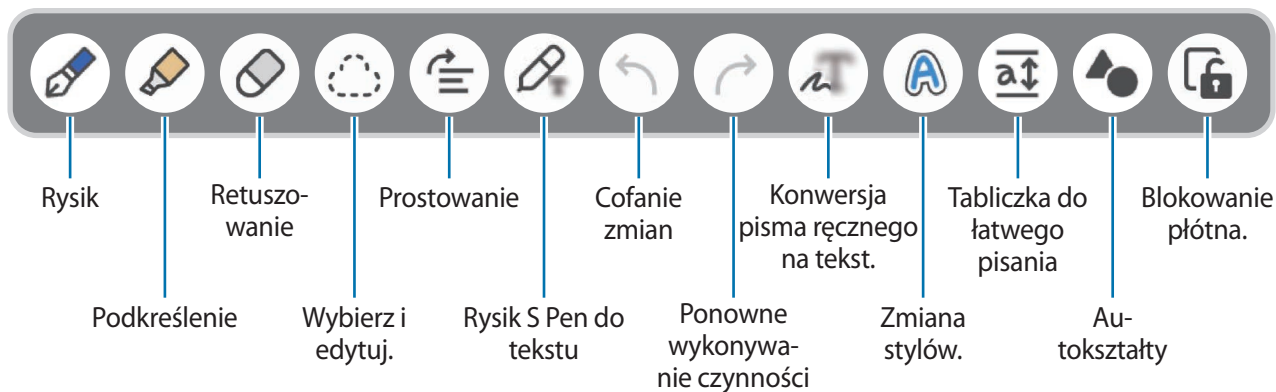 Rysik
Retuszo-
wanie
Prostowanie
Cofanie
zmian
Konwersja
pisma ręcznego
na tekst.
Tabliczka do
łatwego
pisania
Blokowanie
płótna.
Podkreślenie
Wybierz i
edytuj.
Rysik S Pen do
tekstu
Ponowne
wykonywa-
nie czynności
Zmiana
stylów.
Au-
tokształty